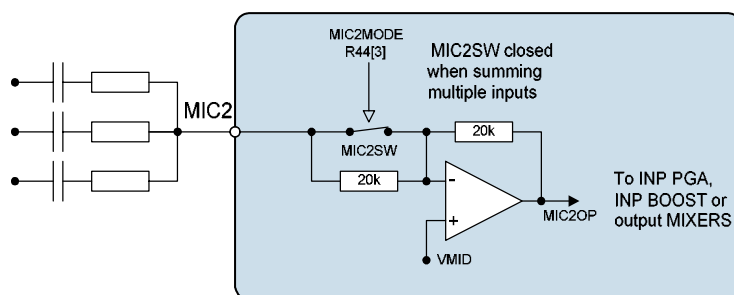 MIC2MODE
R44[3]
MIC2SW closed
when summing
multiple inputs
MIC2
MIC2SW
20k
20k
-
+
VMID
MIC2OP
To INP PGA,
INP BOOST or
output MIXERS